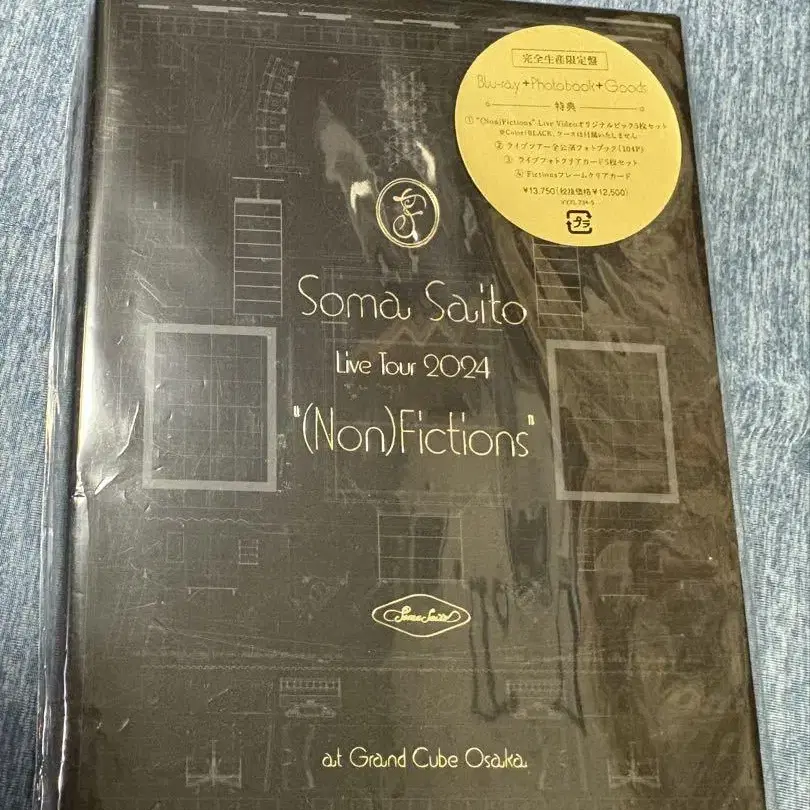 完全生産限定盤
Blu-ray+Photobook+Goods
特典
① "(Non)Fictions" Live Videoオリジナルピック5枚セット
※Color:BLACK、ケースは付属いたしません
② ライブツアー全公演フォトブック(104P)
③ ライブフォトクリアカード5枚セット
④ Fictionsフレームクリアカード
¥13,750(税抜価格¥12,500)
プラ
Soma Saito
Live Tour 2024
"(Non)Fictions"
Soma Saito
at Grand Cube Osaka